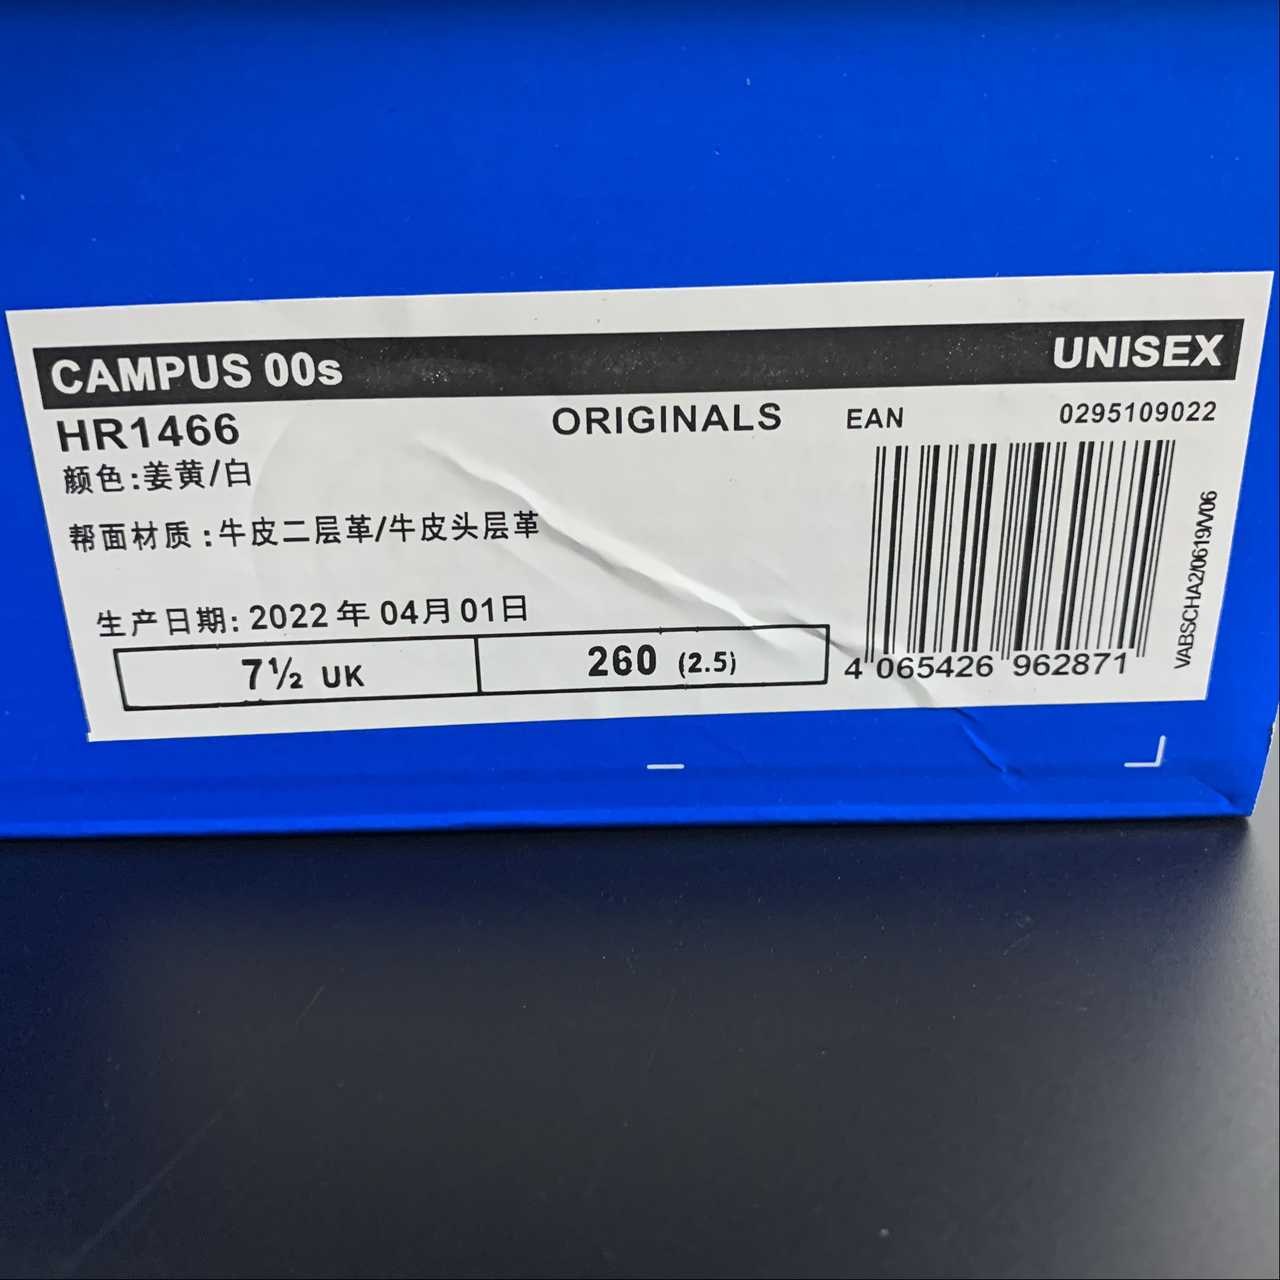 CAMPUS 00s UNISEX
HR1466 ORIGINALS EAN 0295109022
颜色:姜黄/白
帮面材质:牛皮二层革/牛皮头层革
生产日期: 2022 年 04月 01日
7½ UK 260 (2.5)
4 065426 962871
VABSCHA2/0619/V06